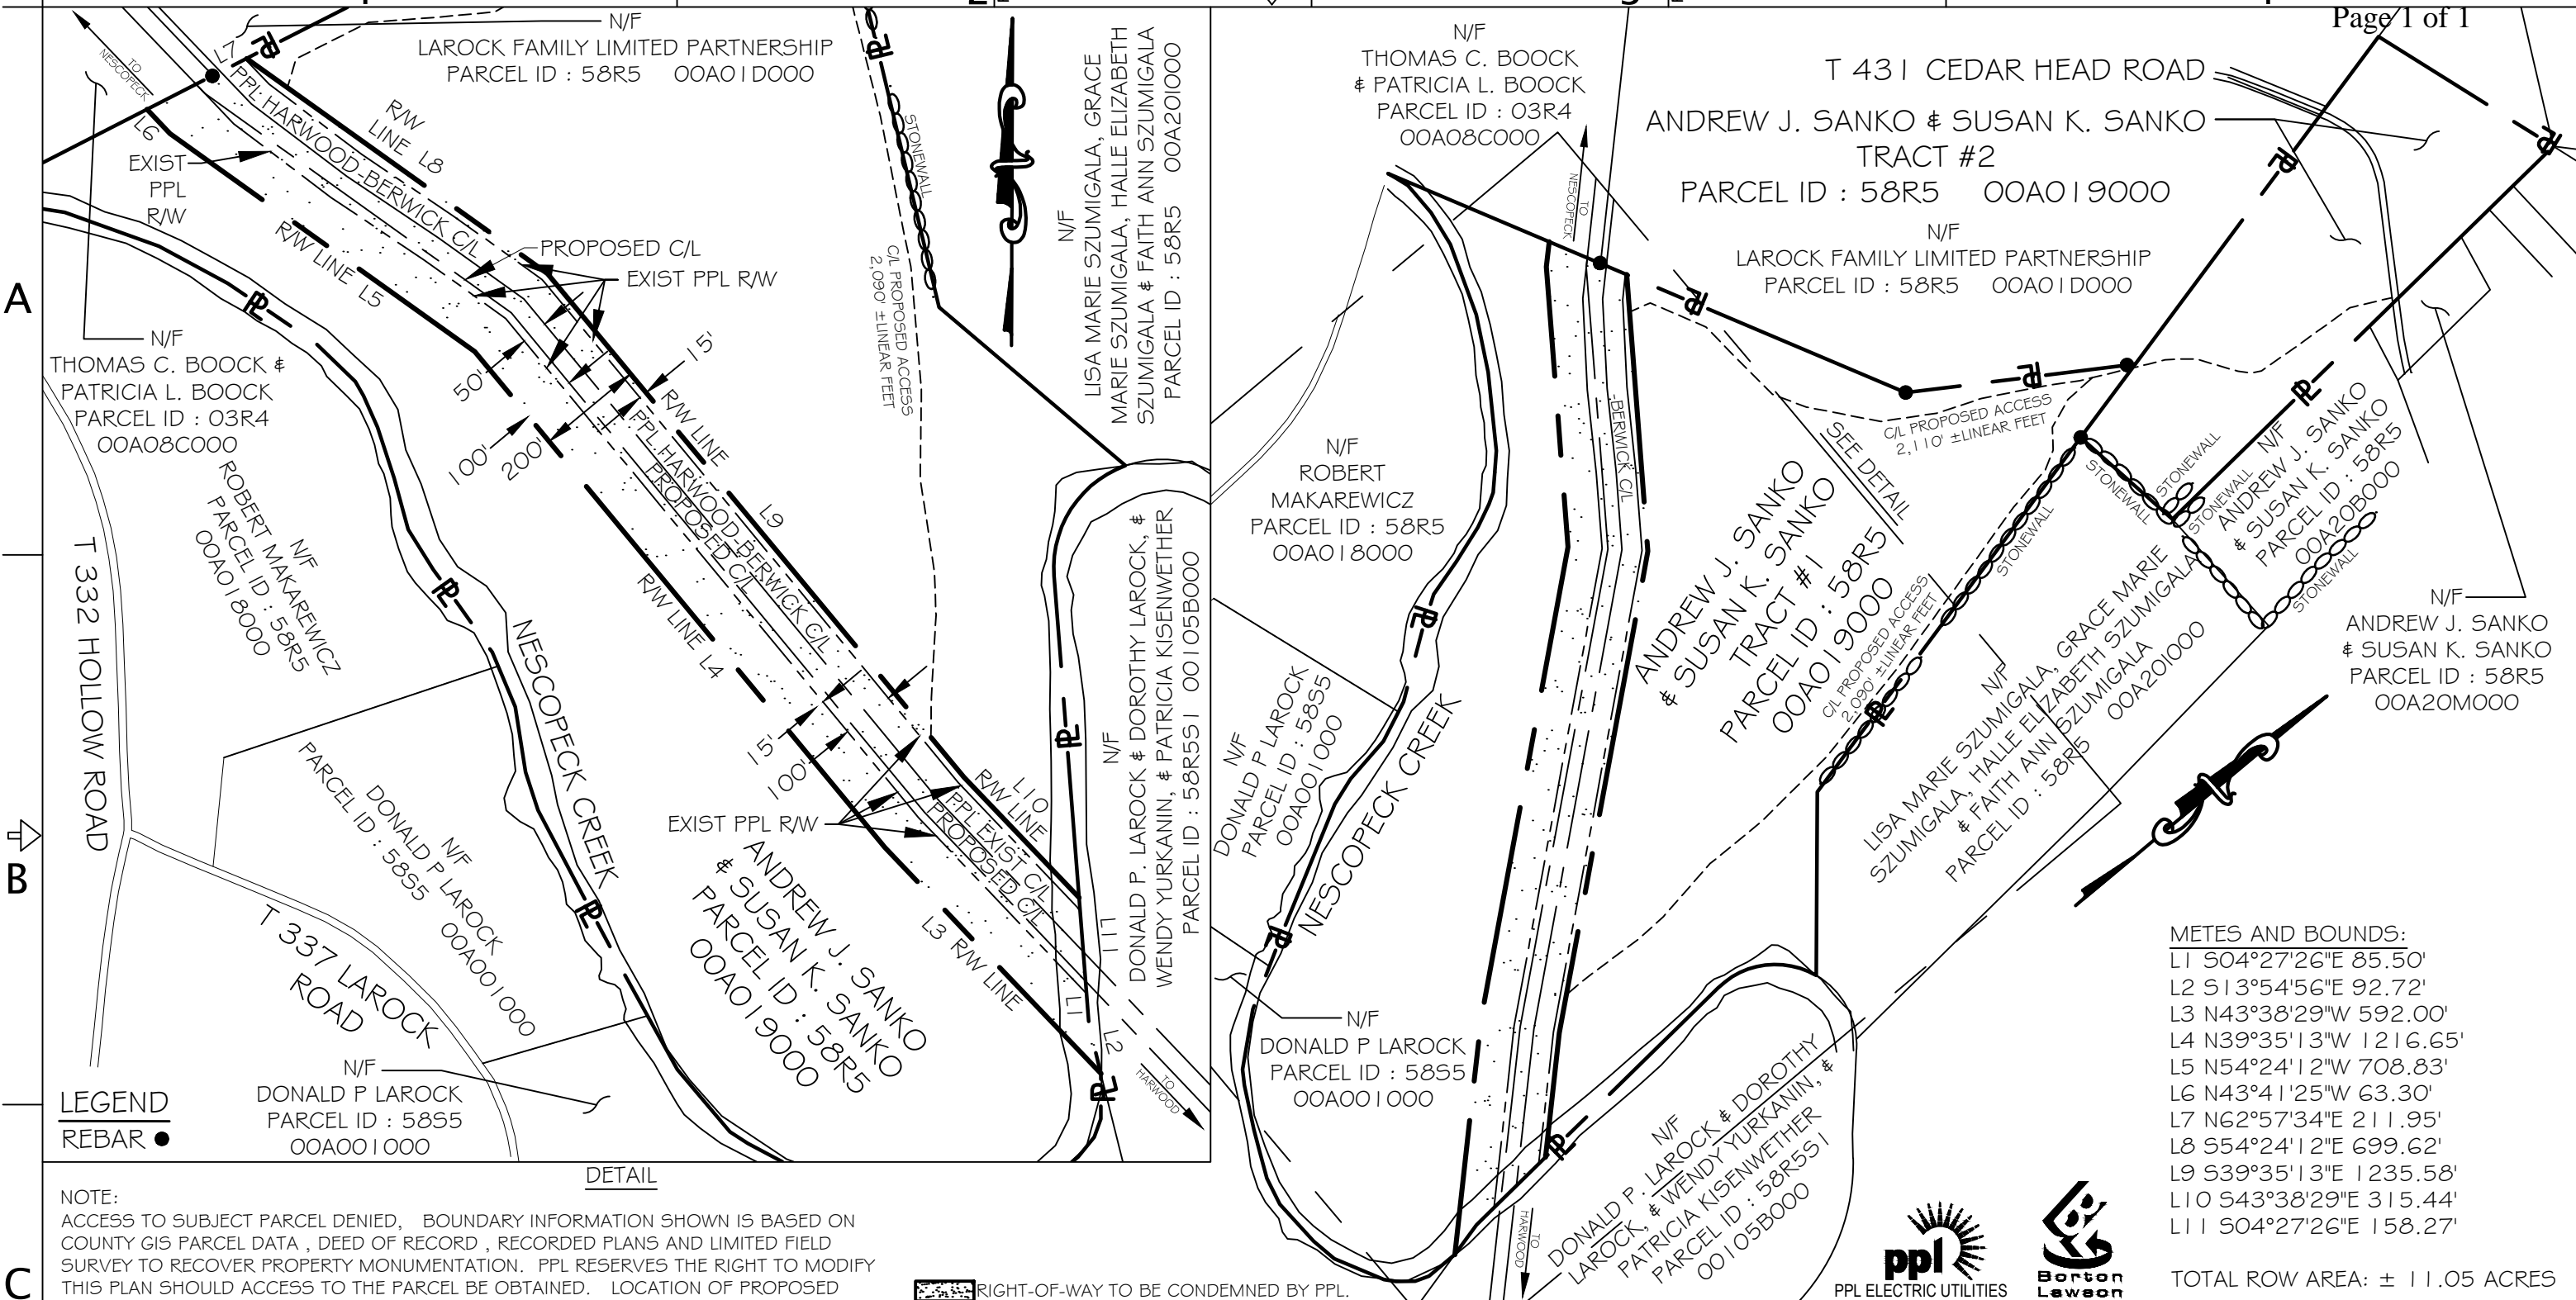 Page 1 of 1
N/F
LAROCK FAMILY LIMITED PARTNERSHIP
PARCEL ID : 58R5 00A01D000
TO
NESCOPECK
L7
PPL HARWOOD-BERWICK C/L
R/W
LINE L8
L6
EXIST
PPL
R/W
R/W LINE L5
PROPOSED C/L
EXIST PPL R/W
STONEWALL
C/L PROPOSED ACCESS
2,090' ±LINEAR FEET
N/F
LISA MARIE SZUMIGALA, GRACE
MARIE SZUMIGALA, HALLE ELIZABETH
SZUMIGALA & FAITH ANN SZUMIGALA
PARCEL ID : 58R5 00A20I000
A
N/F
THOMAS C. BOOCK &
PATRICIA L. BOOCK
PARCEL ID : 03R4
00A08C000
50'
15'
100'
200'
R/W LINE
L9
PPL HARWOOD-BERWICK C/L
PROPOSED C/L
R/W LINE L4
N/F
ROBERT MAKAREWICZ
PARCEL ID : 58R5
00A018000
T 332 HOLLOW ROAD
NESCOPECK CREEK
N/F
DONALD P LAROCK
PARCEL ID : 58S5
00A001000
T 337 LAROCK
ROAD
15'
100'
EXIST PPL R/W
L10
R/W LINE
PPL EXIST C/L
PROPOSED C/L
L3 R/W LINE
L11
L1
L2
TO
HARWOOD
ANDREW J. SANKO
& SUSAN K. SANKO
PARCEL ID : 58R5
00A019000
N/F
DONALD P. LAROCK & DOROTHY LAROCK, &
WENDY YURKANIN, & PATRICIA KISENWETHER
PARCEL ID : 58R5S1 00105B000
B
N/F
DONALD P LAROCK
PARCEL ID : 58S5
00A001000
LEGEND
REBAR
DETAIL
NOTE:
ACCESS TO SUBJECT PARCEL DENIED, BOUNDARY INFORMATION SHOWN IS BASED ON
COUNTY GIS PARCEL DATA , DEED OF RECORD , RECORDED PLANS AND LIMITED FIELD
SURVEY TO RECOVER PROPERTY MONUMENTATION. PPL RESERVES THE RIGHT TO MODIFY
THIS PLAN SHOULD ACCESS TO THE PARCEL BE OBTAINED. LOCATION OF PROPOSED
C
RIGHT-OF-WAY TO BE CONDEMNED BY PPL.
N/F
THOMAS C. BOOCK
& PATRICIA L. BOOCK
PARCEL ID : 03R4
00A08C000
TO
NESCOPECK
T 431 CEDAR HEAD ROAD
ANDREW J. SANKO & SUSAN K. SANKO
TRACT #2
PARCEL ID : 58R5 00A019000
N/F
LAROCK FAMILY LIMITED PARTNERSHIP
PARCEL ID : 58R5 00A01D000
N/F
ROBERT
MAKAREWICZ
PARCEL ID : 58R5
00A018000
-BERWICK C/L
SEE DETAIL
C/L PROPOSED ACCESS
2,110' ±LINEAR FEET
ANDREW J. SANKO
& SUSAN K. SANKO
TRACT #1
PARCEL ID : 58R5
00A019000
C/L PROPOSED ACCESS
2,090' ±LINEAR FEET
STONEWALL
STONEWALL
STONEWALL
STONEWALL
STONEWALL
N/F
ANDREW J. SANKO
& SUSAN K. SANKO
PARCEL ID : 58R5
00A20B000
N/F
ANDREW J. SANKO
& SUSAN K. SANKO
PARCEL ID : 58R5
00A20M000
N/F
LISA MARIE SZUMIGALA, GRACE MARIE
SZUMIGALA, HALLE ELIZABETH SZUMIGALA
& FAITH ANN SZUMIGALA
PARCEL ID : 58R5 00A20I000
N/F
DONALD P LAROCK
PARCEL ID : 58S5
00A001000
NESCOPECK CREEK
N/F
DONALD P LAROCK
PARCEL ID : 58S5
00A001000
N/F
DONALD P. LAROCK & DOROTHY
LAROCK, & WENDY YURKANIN, &
PATRICIA KISENWETHER
PARCEL ID : 58R5S1
00105B000
TO
HARWOOD
METES AND BOUNDS:
L1 S04°27'26"E 85.50'
L2 S13°54'56"E 92.72'
L3 N43°38'29"W 592.00'
L4 N39°35'13"W 1216.65'
L5 N54°24'12"W 708.83'
L6 N43°41'25"W 63.30'
L7 N62°57'34"E 211.95'
L8 S54°24'12"E 699.62'
L9 S39°35'13"E 1235.58'
L10 S43°38'29"E 315.44'
L11 S04°27'26"E 158.27'
TOTAL ROW AREA: ± 11.05 ACRES
ppl
PPL ELECTRIC UTILITIES
Borton
Lawson